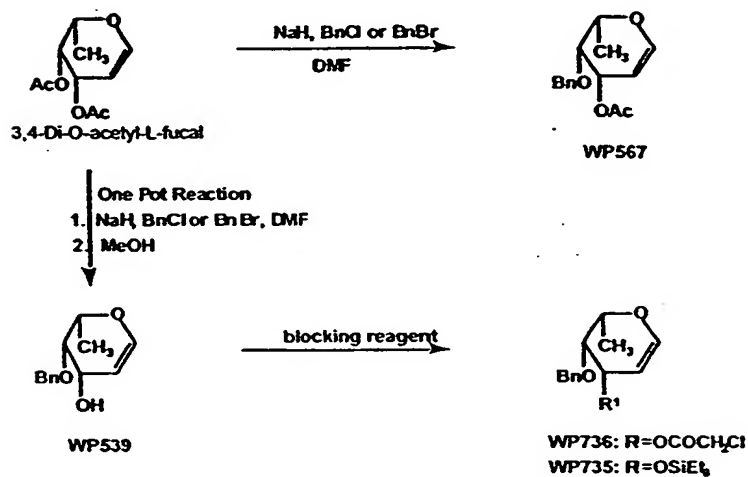 O
CH₃
AcO
OAc
3,4-Di-O-acetyl-L-fucal
NaH, BnCl or BnBr
DMF
O
CH₃
BnO
OAc
WP567
One Pot Reaction
1. NaH, BnCl or BnBr, DMF
2. MeOH
O
CH₃
BnO
OH
WP539
blocking reagent
O
CH₃
BnO
R¹
WP736: R=OCOCH₂Cl
WP735: R=OSiEt₃